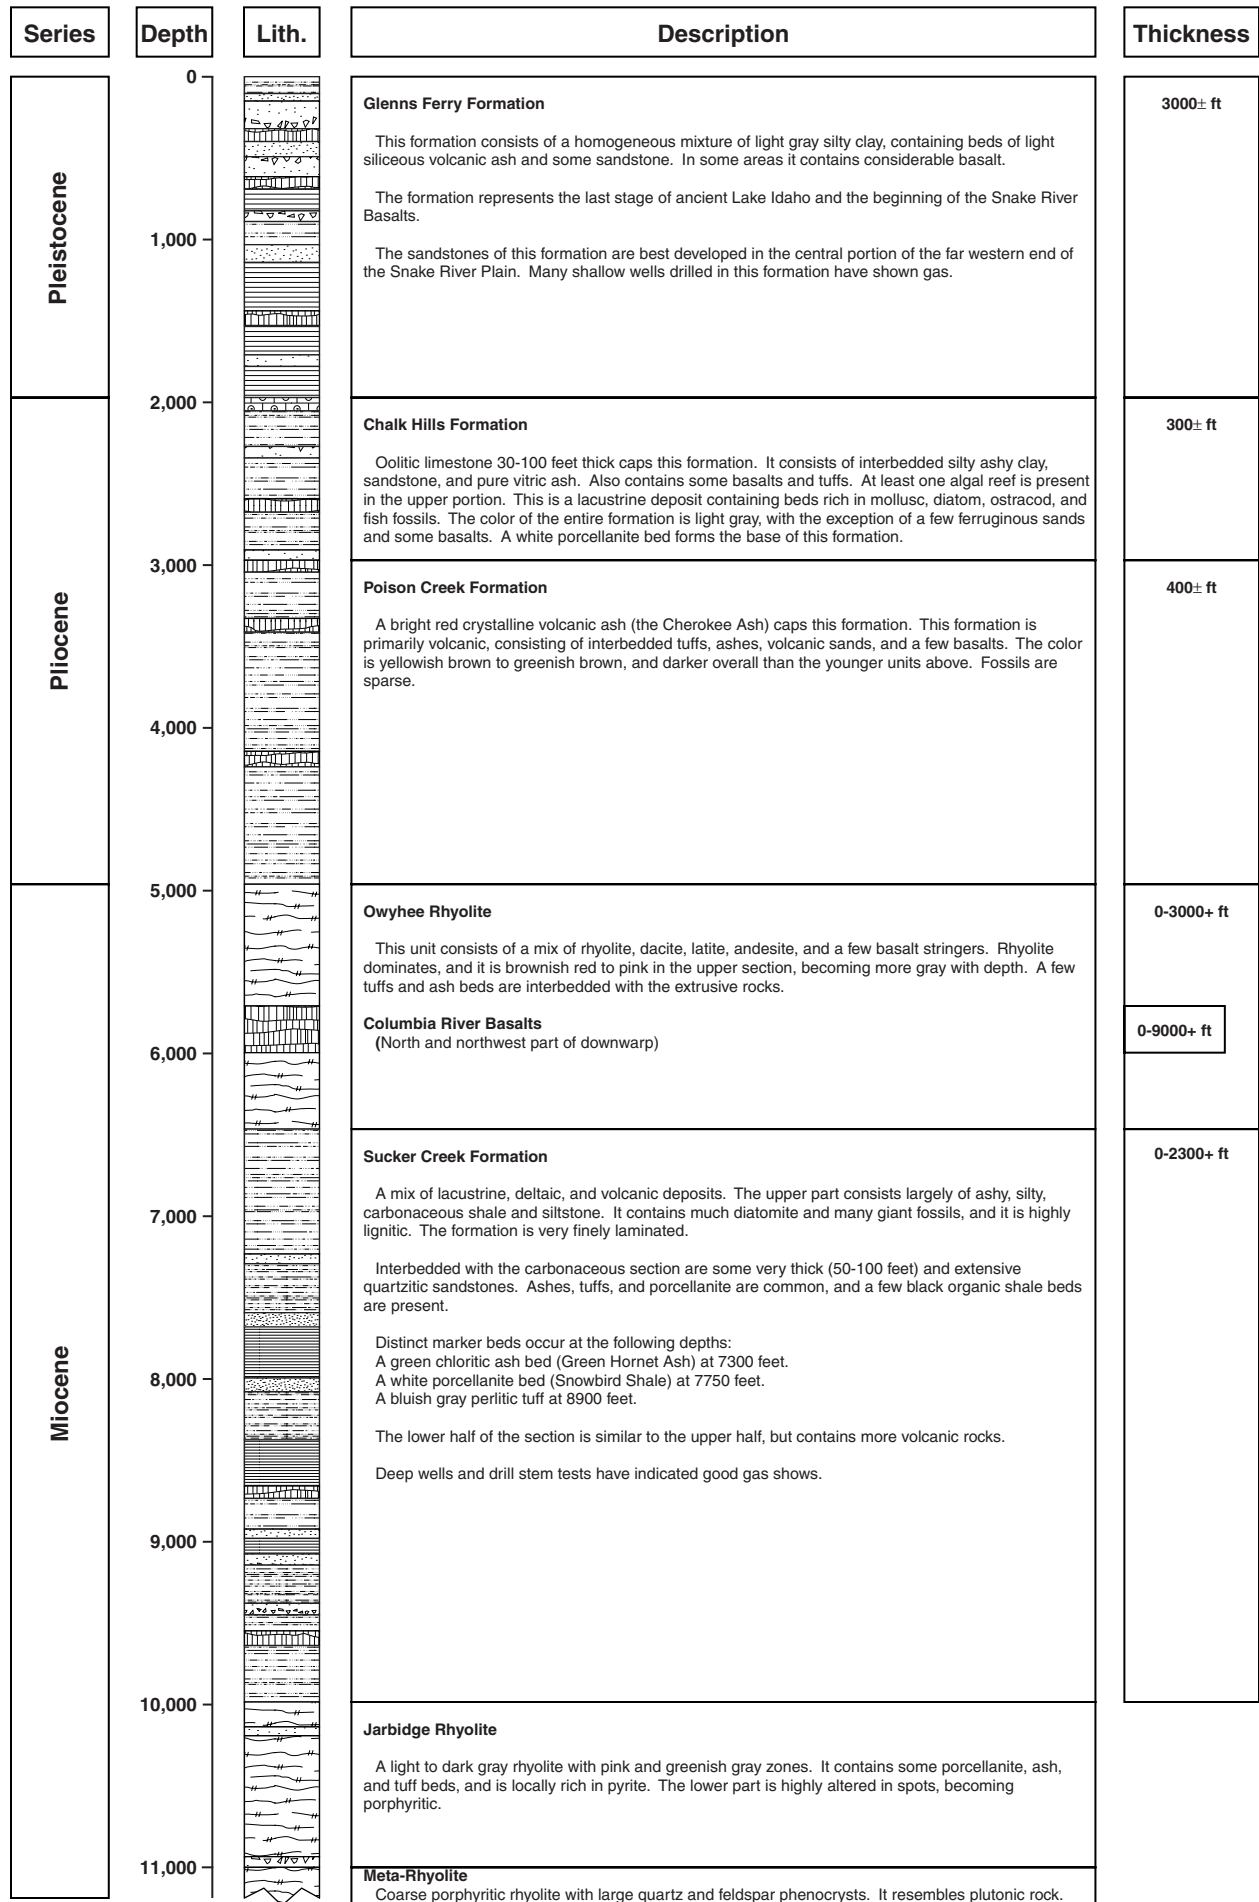 Series Depth Lith. Description Thickness
0
Pleistocene
Glenns Ferry Formation
3000± ft
This formation consists of a homogeneous mixture of light gray silty clay, containing beds of light
siliceous volcanic ash and some sandstone. In some areas it contains considerable basalt.
The formation represents the last stage of ancient Lake Idaho and the beginning of the Snake River
Basalts.
1,000
The sandstones of this formation are best developed in the central portion of the far western end of
the Snake River Plain. Many shallow wells drilled in this formation have shown gas.
2,000
Pliocene
Chalk Hills Formation
300± ft
Oolitic limestone 30-100 feet thick caps this formation. It consists of interbedded silty ashy clay,
sandstone, and pure vitric ash. Also contains some basalts and tuffs. At least one algal reef is present
in the upper portion. This is a lacustrine deposit containing beds rich in mollusc, diatom, ostracod, and
fish fossils. The color of the entire formation is light gray, with the exception of a few ferruginous sands
and some basalts. A white porcellanite bed forms the base of this formation.
3,000
Poison Creek Formation
400± ft
A bright red crystalline volcanic ash (the Cherokee Ash) caps this formation. This formation is
primarily volcanic, consisting of interbedded tuffs, ashes, volcanic sands, and a few basalts. The color
is yellowish brown to greenish brown, and darker overall than the younger units above. Fossils are
sparse.
4,000
5,000
Miocene
Owyhee Rhyolite
0-3000+ ft
This unit consists of a mix of rhyolite, dacite, latite, andesite, and a few basalt stringers. Rhyolite
dominates, and it is brownish red to pink in the upper section, becoming more gray with depth. A few
tuffs and ash beds are interbedded with the extrusive rocks.
Columbia River Basalts
0-9000+ ft
(North and northwest part of downwarp)
6,000
Sucker Creek Formation
0-2300+ ft
A mix of lacustrine, deltaic, and volcanic deposits. The upper part consists largely of ashy, silty,
carbonaceous shale and siltstone. It contains much diatomite and many giant fossils, and it is highly
lignitic. The formation is very finely laminated.
7,000
Interbedded with the carbonaceous section are some very thick (50-100 feet) and extensive
quartzitic sandstones. Ashes, tuffs, and porcellanite are common, and a few black organic shale beds
are present.
Distinct marker beds occur at the following depths:
A green chloritic ash bed (Green Hornet Ash) at 7300 feet.
A white porcellanite bed (Snowbird Shale) at 7750 feet.
A bluish gray perlitic tuff at 8900 feet.
8,000
The lower half of the section is similar to the upper half, but contains more volcanic rocks.
Deep wells and drill stem tests have indicated good gas shows.
9,000
10,000
Jarbidge Rhyolite
A light to dark gray rhyolite with pink and greenish gray zones. It contains some porcellanite, ash,
and tuff beds, and is locally rich in pyrite. The lower part is highly altered in spots, becoming
porphyritic.
11,000
Meta-Rhyolite
Coarse porphyritic rhyolite with large quartz and feldspar phenocrysts. It resembles plutonic rock.